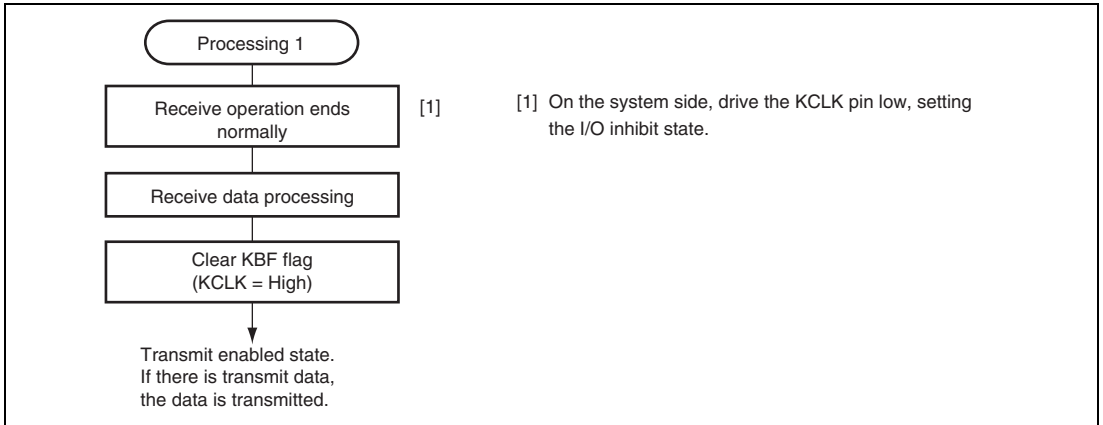 Processing 1
Receive operation ends
normally
[1]
[1] On the system side, drive the KCLK pin low, setting
the I/O inhibit state.
Receive data processing
Clear KBF flag
(KCLK = High)
Transmit enabled state.
If there is transmit data,
the data is transmitted.